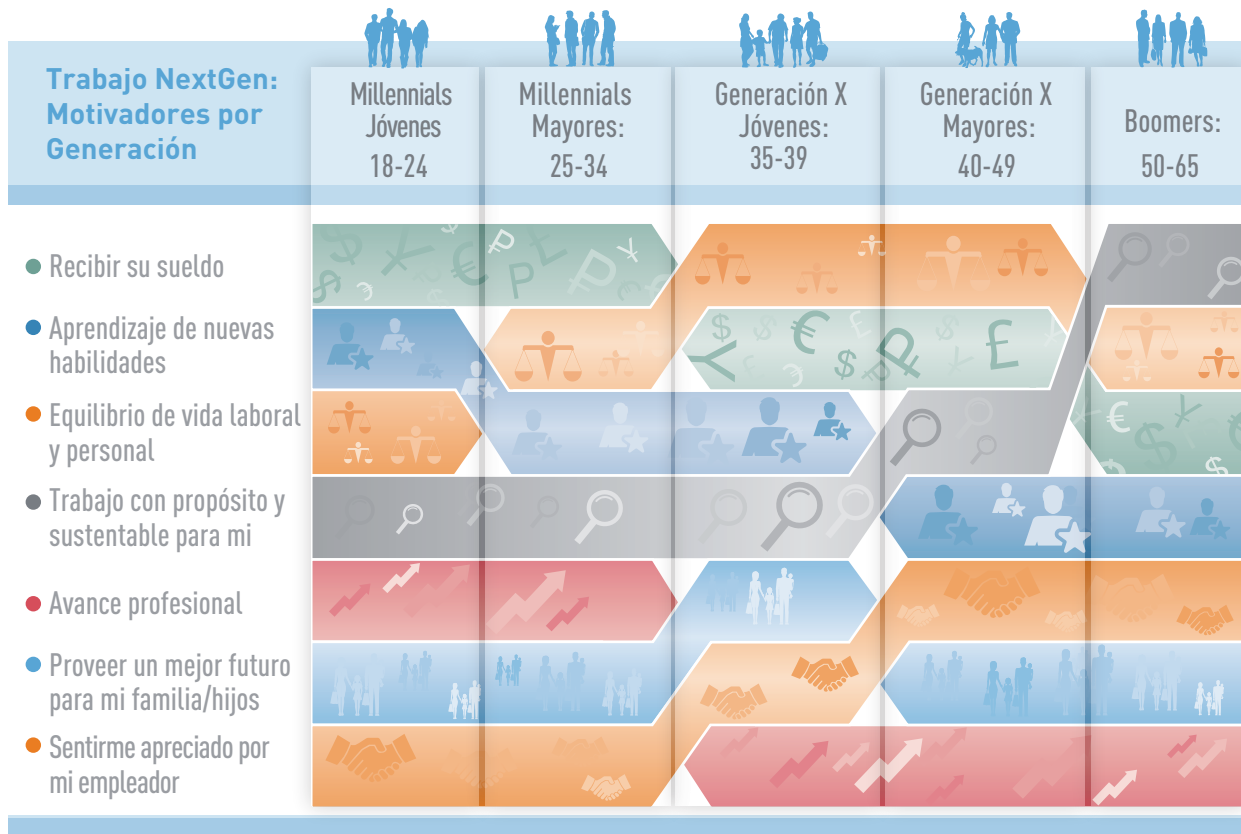 Trabajo NextGen:
Motivadores por
Generación
Millennials
Jóvenes
18-24
Millennials
Mayores:
25-34
Generación X
Jóvenes:
35-39
Generación X
Mayores:
40-49
Boomers:
50-65
Recibir su sueldo
Aprendizaje de nuevas
habilidades
Equilibrio de vida laboral
y personal
Trabajo con propósito y
sustentable para mi
Avance profesional
Proveer un mejor futuro
para mi familia/hijos
Sentirme apreciado por
mi empleador